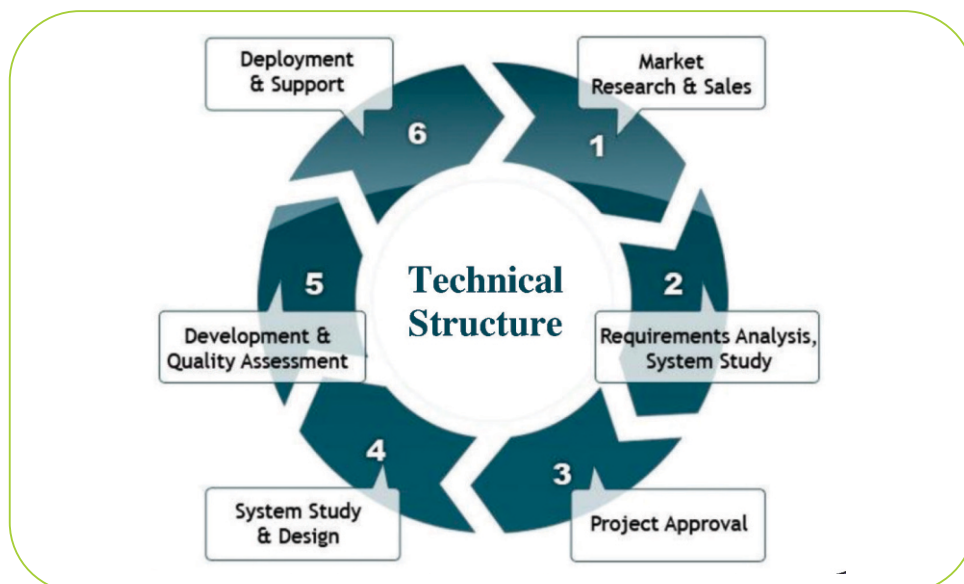 Market
Research & Sales
1
2
Requirements Analysis,
System Study
3
Project Approval
4
System Study
& Design
5
Development &
Quality Assessment
6
Deployment
& Support
Technical
Structure